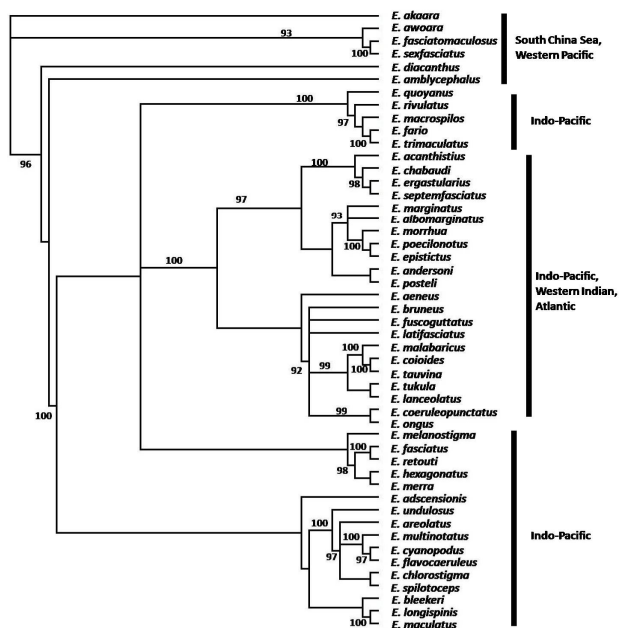 E. akaara
93
E. awoara
E. fasciatomaculosus
100
E. sexfasciatus
South China Sea,
Western Pacific
E. diacanthus
E. amblycephalus
96
E. quoyanus
100
E. rivulatus
97
E. macrospilos
E. fario
100
E. trimaculatus
Indo-Pacific
E. acanthistius
100
E. chabaudi
98
E. ergastularius
E. septemfasciatus
97
E. marginatus
93
E. albomarginatus
E. morrhua
100
E. poecilonotus
E. epistictus
100
E. andersoni
E. posteli
Indo-Pacific,
Western Indian,
Atlantic
E. aeneus
E. bruneus
E. fuscoguttatus
E. latifasciatus
100
E. malabaricus
92
99
100
E. coioides
E. tauvina
E. tukula
E. lanceolatus
99
E. coeruleopunctatus
100
E. ongus
E. melanostigma
100
E. fasciatus
E. retouti
98
E. hexagonatus
E. merra
E. adscensionis
E. undulosus
100
E. areolatus
100
E. multinotatus
Indo-Pacific
97
E. cyanopodus
97
E. flavocaeruleus
E. chlorostigma
E. spilotoceps
E. bleekeri
E. longispinis
100
E. maculatus